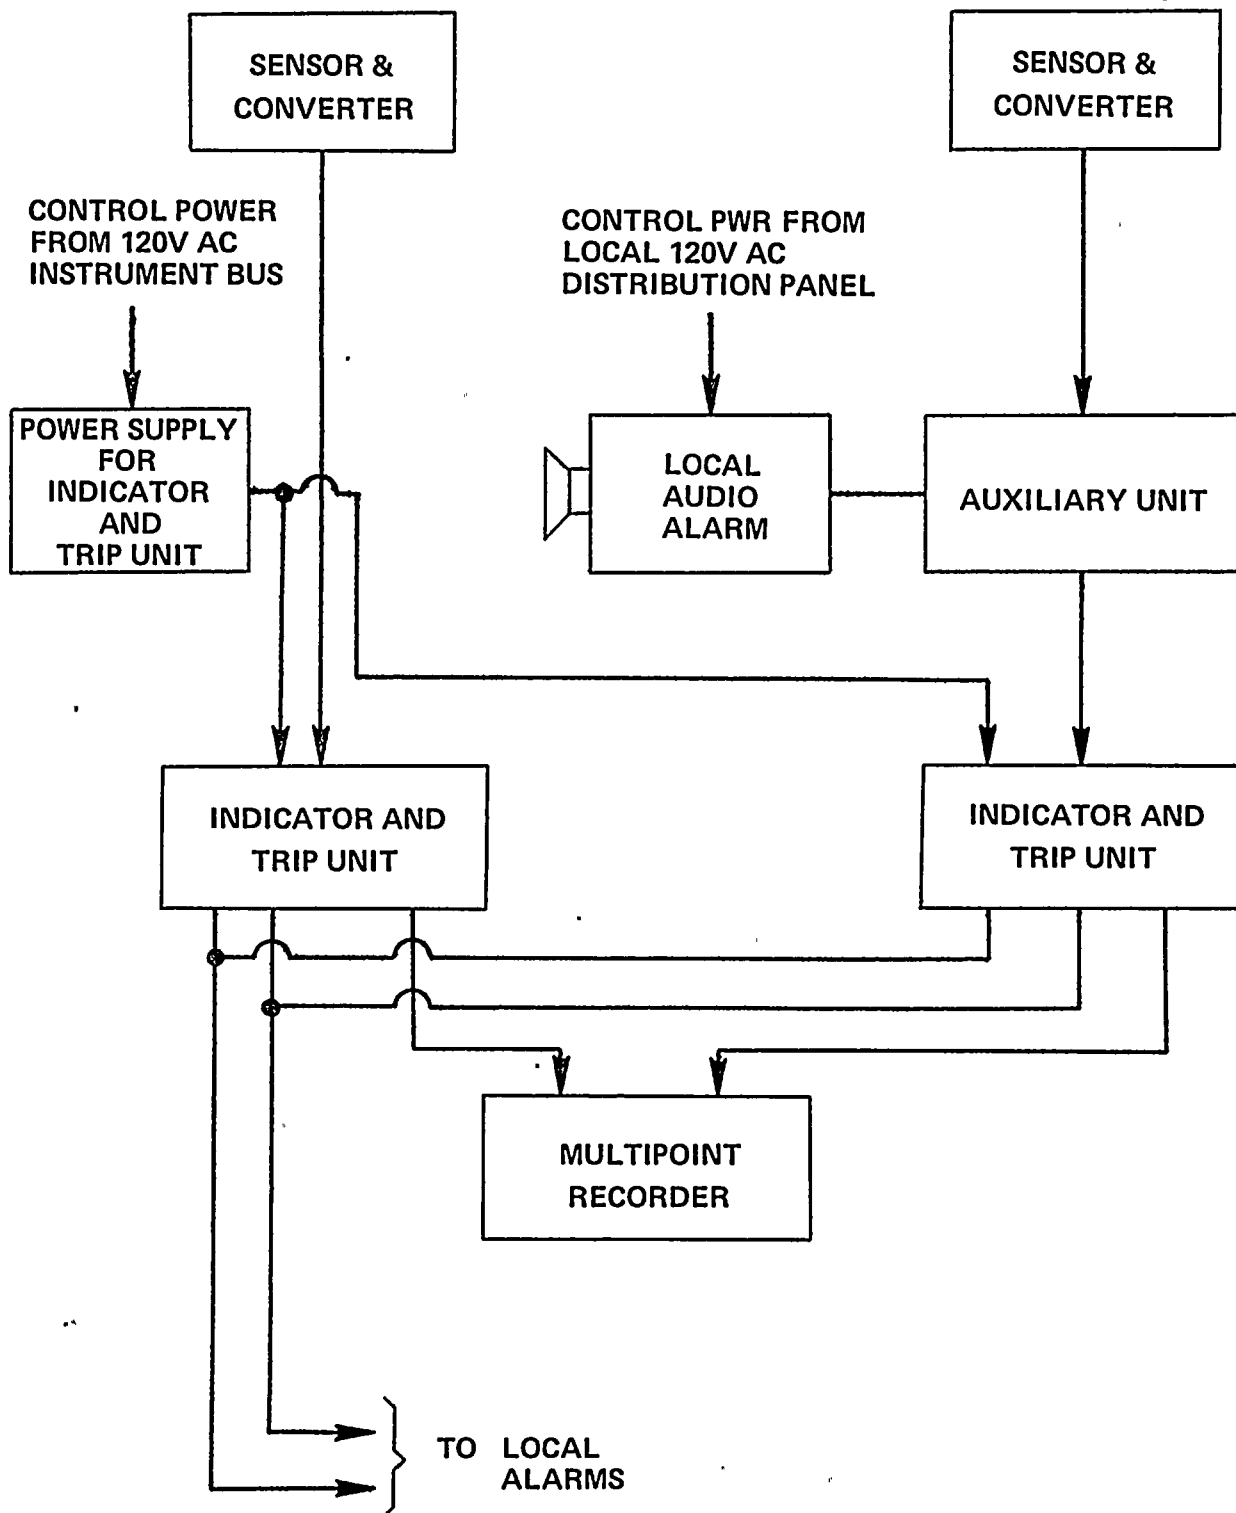 SENSOR &
CONVERTER
SENSOR &
CONVERTER
CONTROL POWER
FROM 120V AC
INSTRUMENT BUS
CONTROL PWR FROM
LOCAL 120V AC
DISTRIBUTION PANEL
POWER SUPPLY
FOR
INDICATOR
AND
TRIP UNIT
LOCAL
AUDIO
ALARM
AUXILIARY UNIT
INDICATOR AND
TRIP UNIT
INDICATOR AND
TRIP UNIT
MULTIPOINT
RECORDER
TO LOCAL
ALARMS